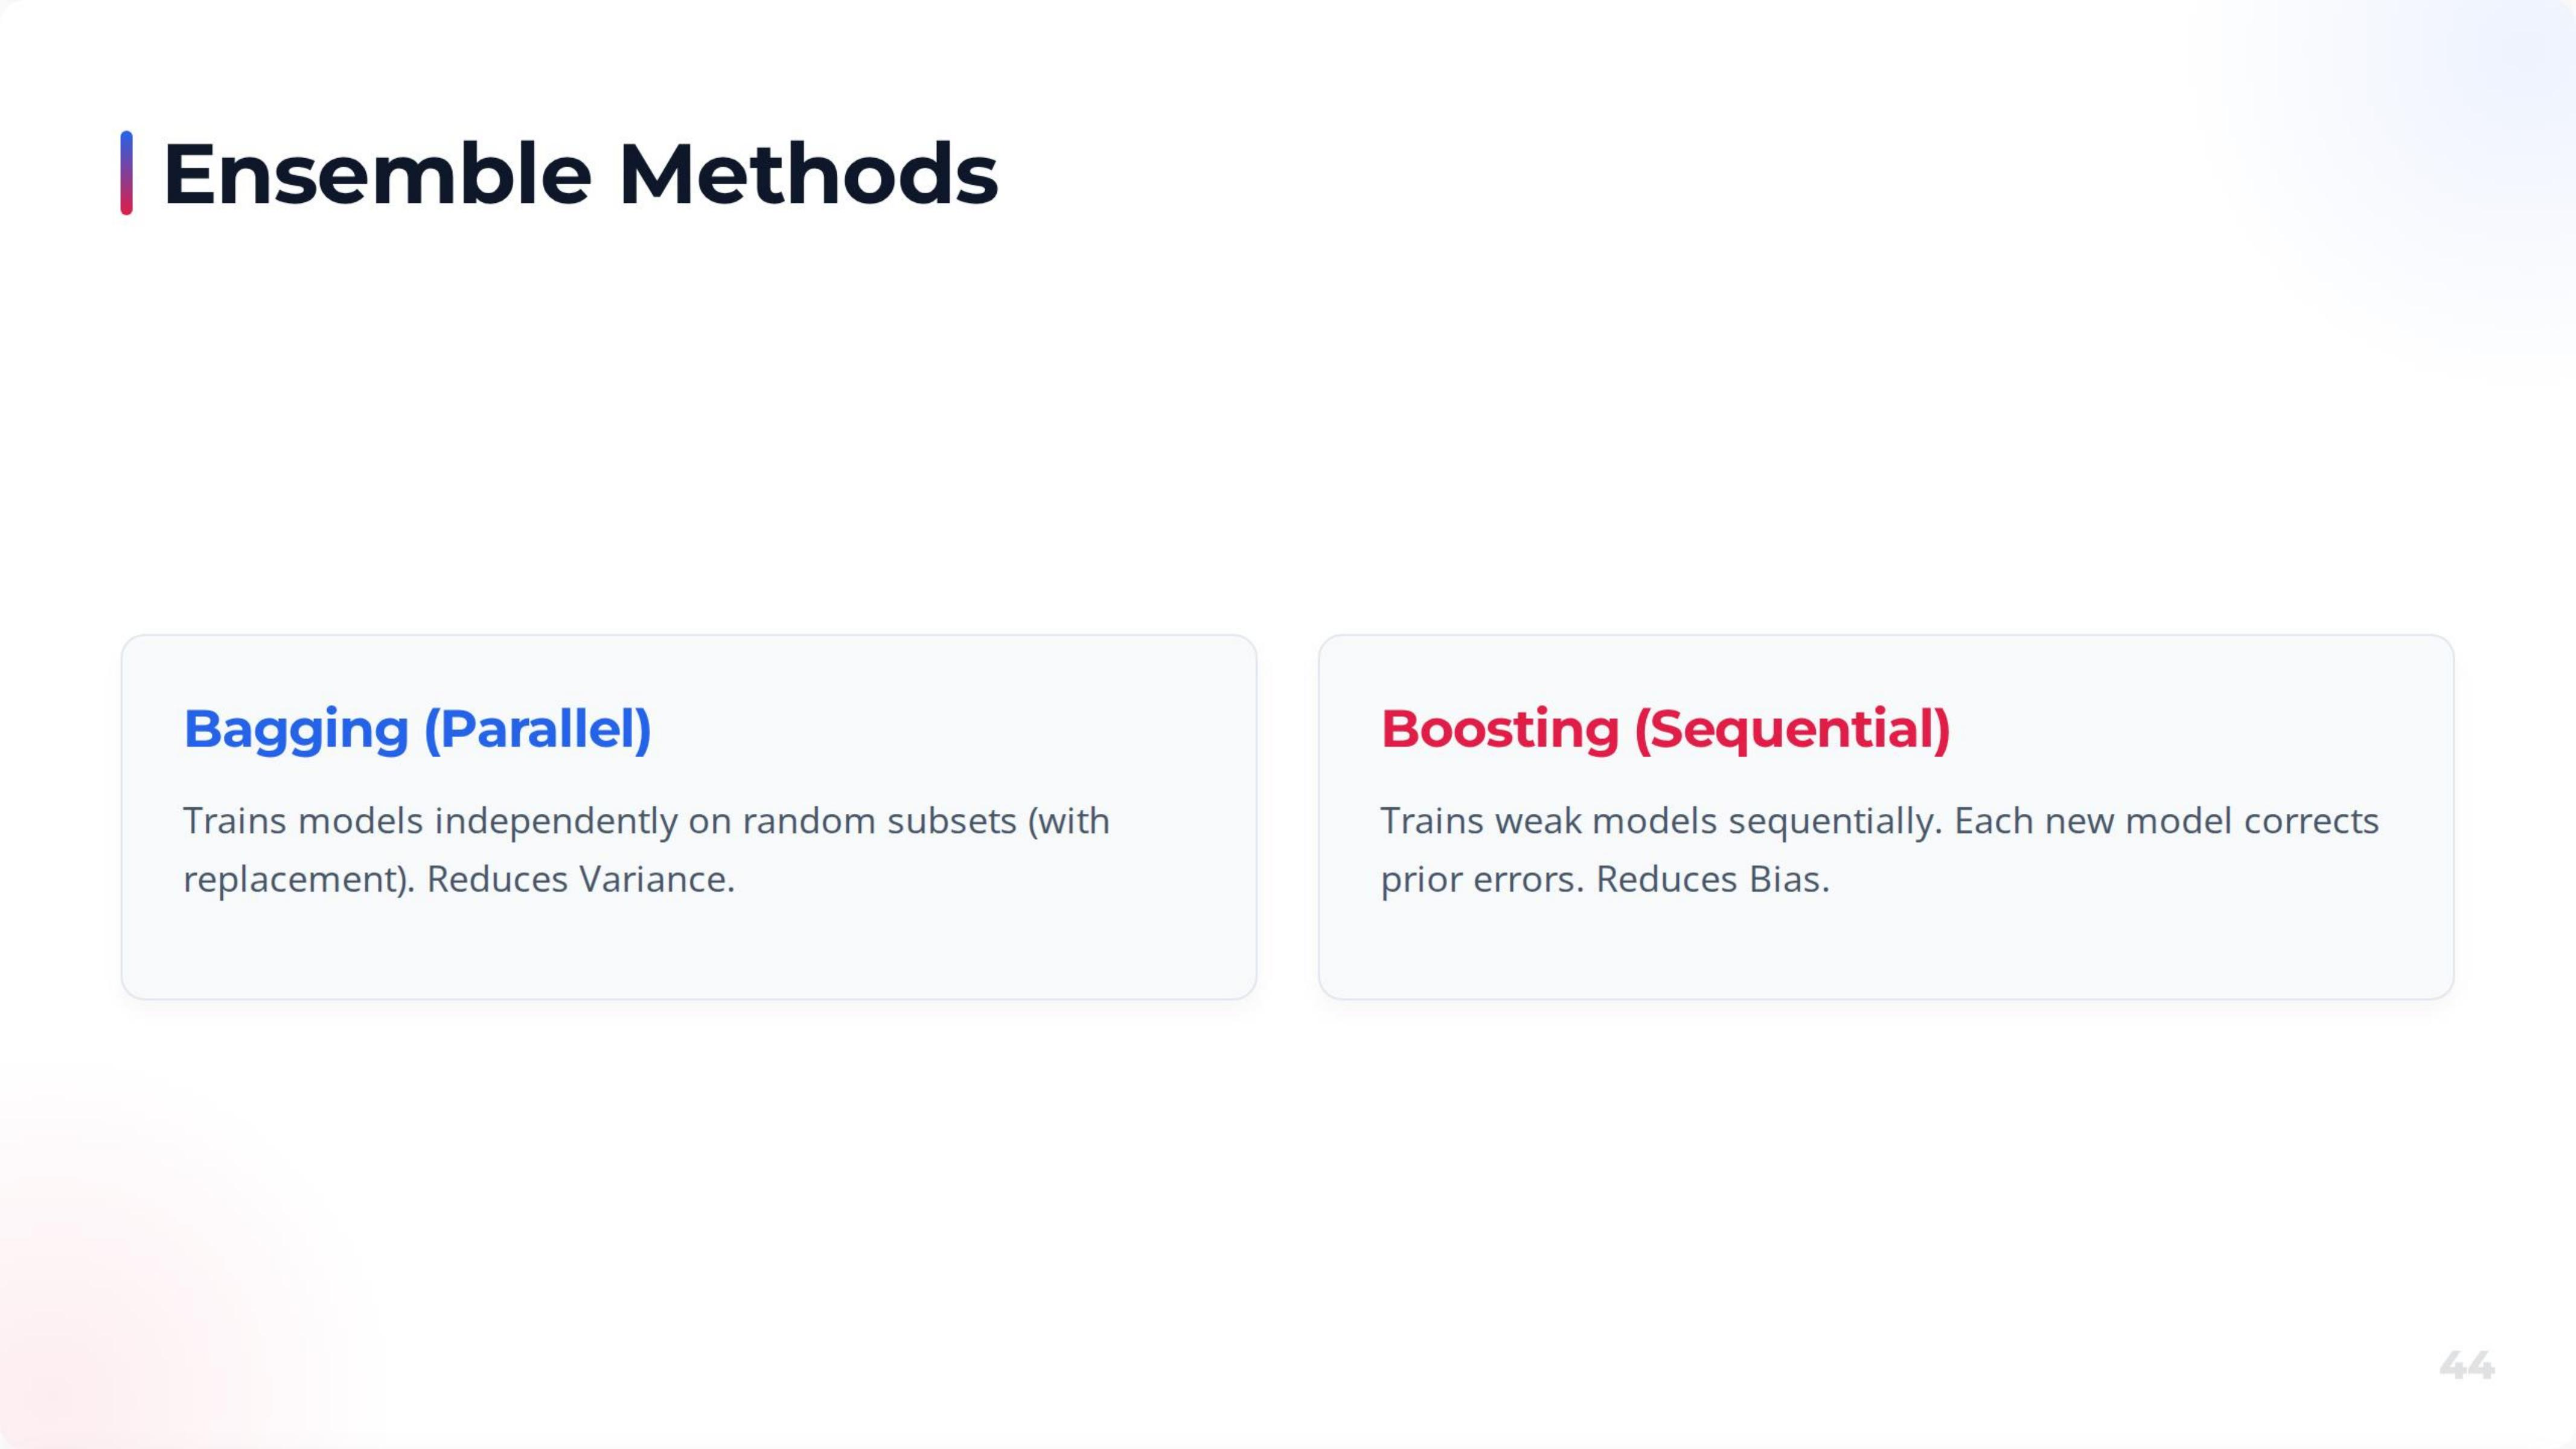 Ensemble Methods
Bagging (Parallel)
Trains models independently on random subsets (with
replacement). Reduces Variance.
Boosting (Sequential)
Trains weak models sequentially. Each new model corrects
prior errors. Reduces Bias.
44